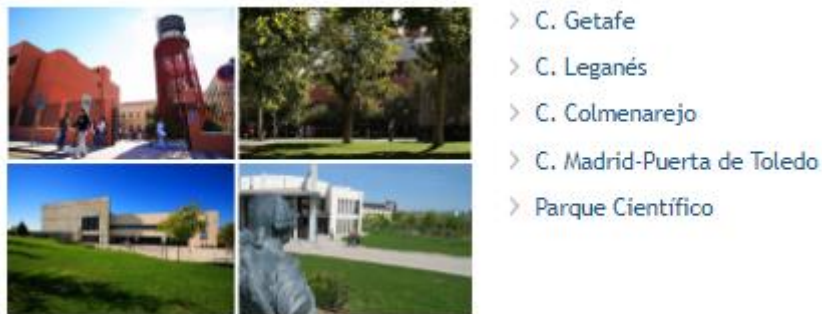 C. Getafe
C. Leganés
C. Colmenarejo
C. Madrid-Puerta de Toledo
Parque Científico